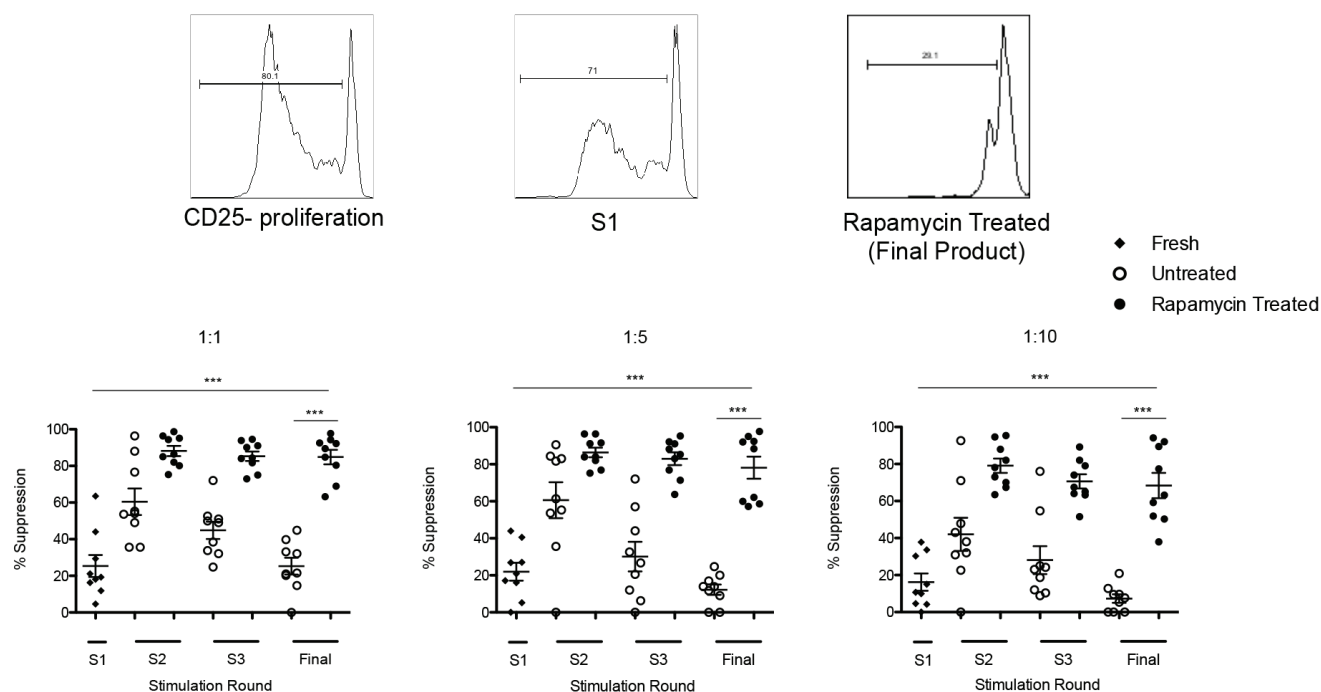 80.1
71
29.1
CD25- proliferation
S1
Rapamycin Treated
(Final Product)
Fresh
Untreated
Rapamycin Treated
1:1
***
***
% Suppression
100
80
60
40
20
0
S1
S2
S3
Final
Stimulation Round
1:5
***
***
% Suppression
100
80
60
40
20
0
S1
S2
S3
Final
Stimulation Round
1:10
***
***
% Suppression
100
80
60
40
20
0
S1
S2
S3
Final
Stimulation Round